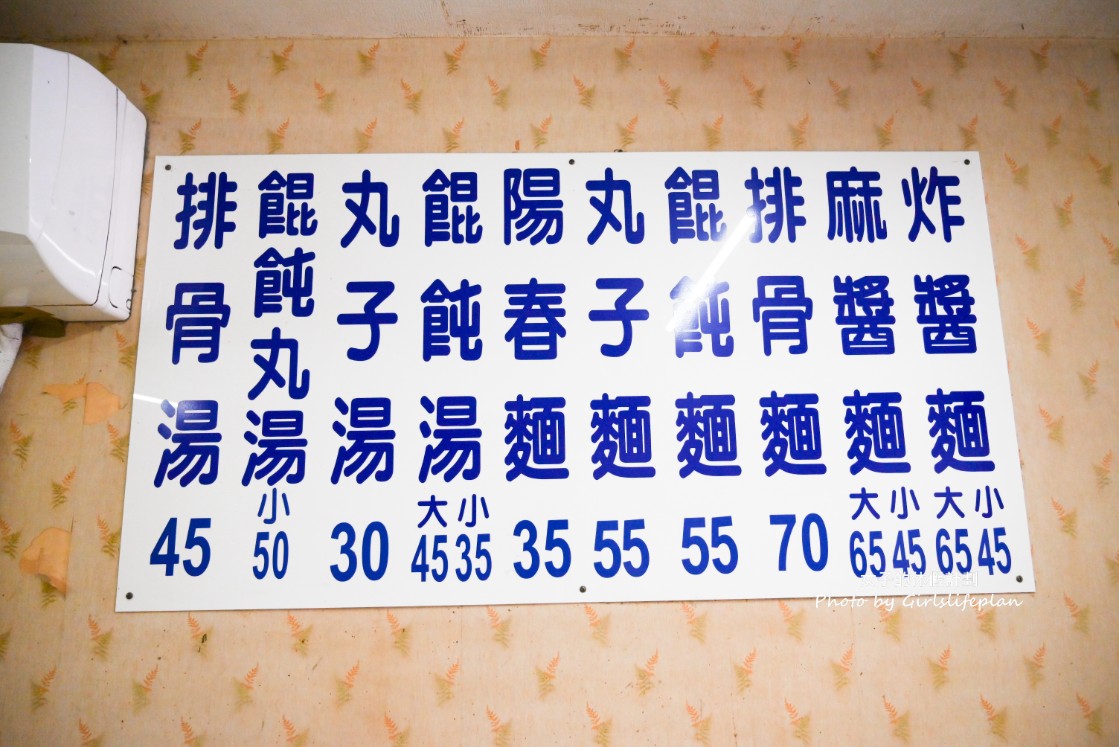 炸醬麵 大65 小45
麻醬麵 大65 小45
排骨麵 70
餛飩麵 55
丸子麵 55
陽春麵 35
餛飩湯 大45 小35
丸子湯 30
餛飩丸湯 小50
排骨湯 45
Photo by Girlslifeplan